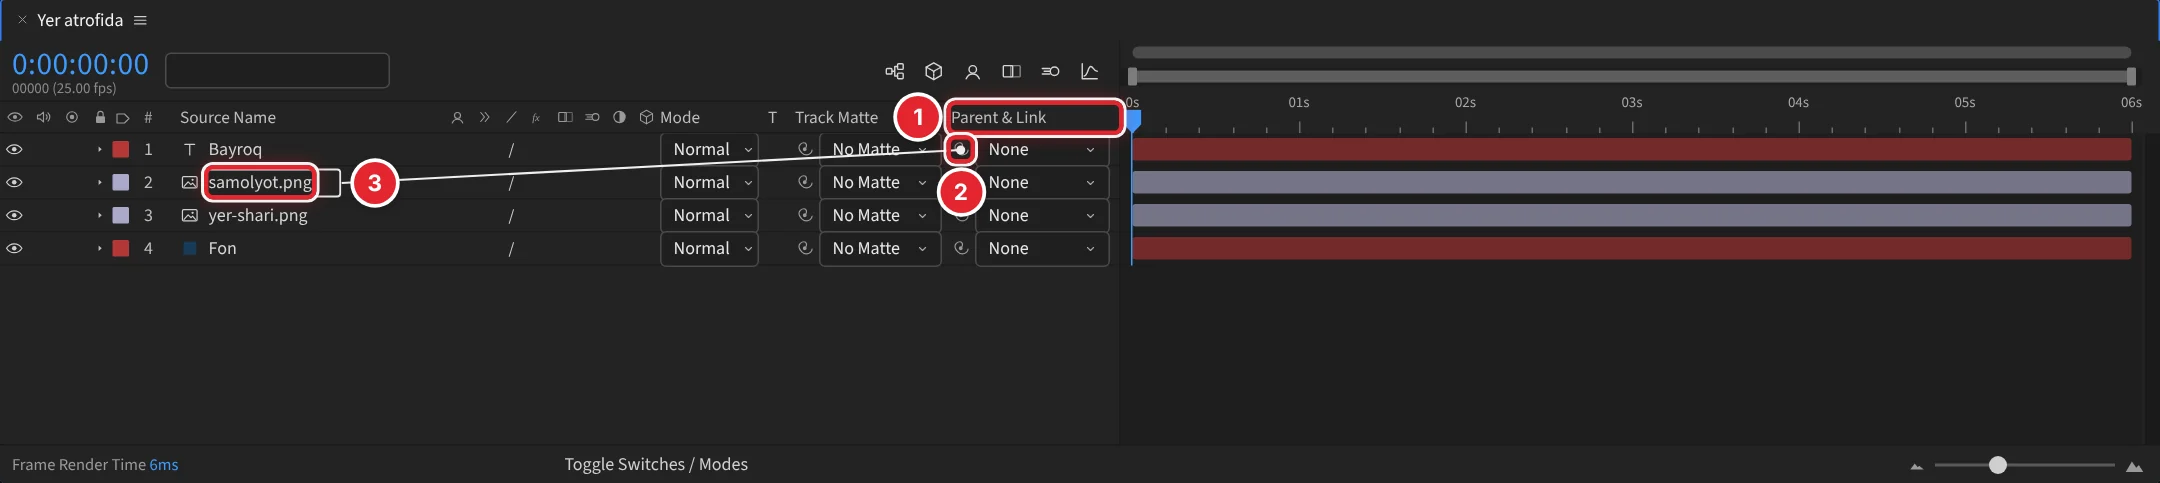 Yer atrofida
0:00:00:00
00000 (25.00 fps)
0s 01s 02s 03s 04s 05s 06s
# Source Name fx Mode T Track Matte 1 Parent & Link
1 T Bayroq / Normal No Matte None
2 samolyot.png 3 / Normal No Matte 2 None
3 yer-shari.png / Normal No Matte None
4 Fon / Normal No Matte None
Frame Render Time 6ms Toggle Switches / Modes